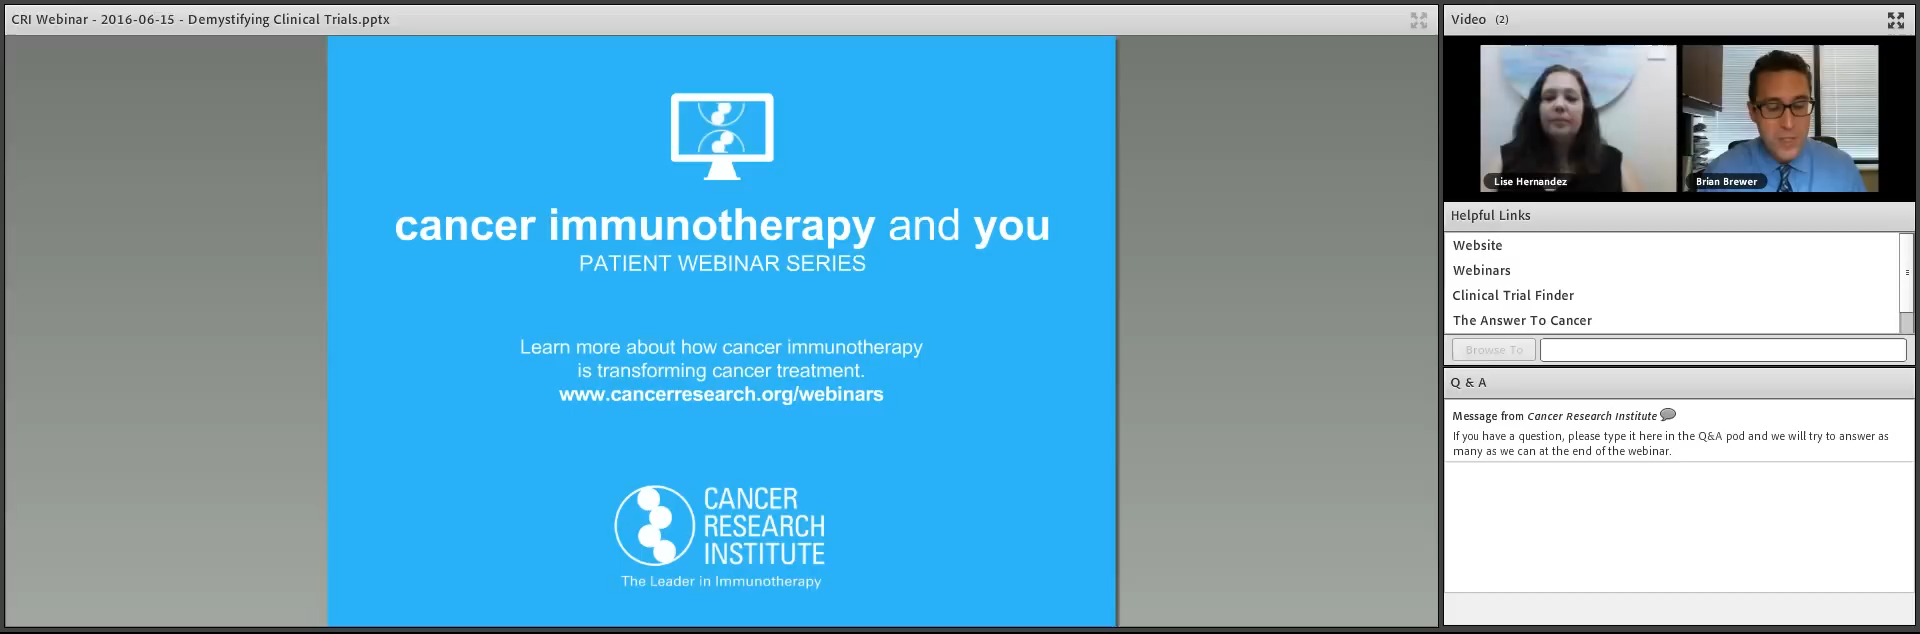 CRI Webinar - 2016-06-15 - Demystifying Clinical Trials.pptx
cancer immunotherapy and you
PATIENT WEBINAR SERIES
Learn more about how cancer immunotherapy
is transforming cancer treatment.
www.cancerresearch.org/webinars
CANCER
RESEARCH
INSTITUTE
The Leader in Immunotherapy
Video (2)
Lise Hernandez
Brian Brewer
Helpful Links
Website
Webinars
Clinical Trial Finder
The Answer To Cancer
Browse To
Q & A
Message from Cancer Research Institute
If you have a question, please type it here in the Q&A pod and we will try to answer as
many as we can at the end of the webinar.